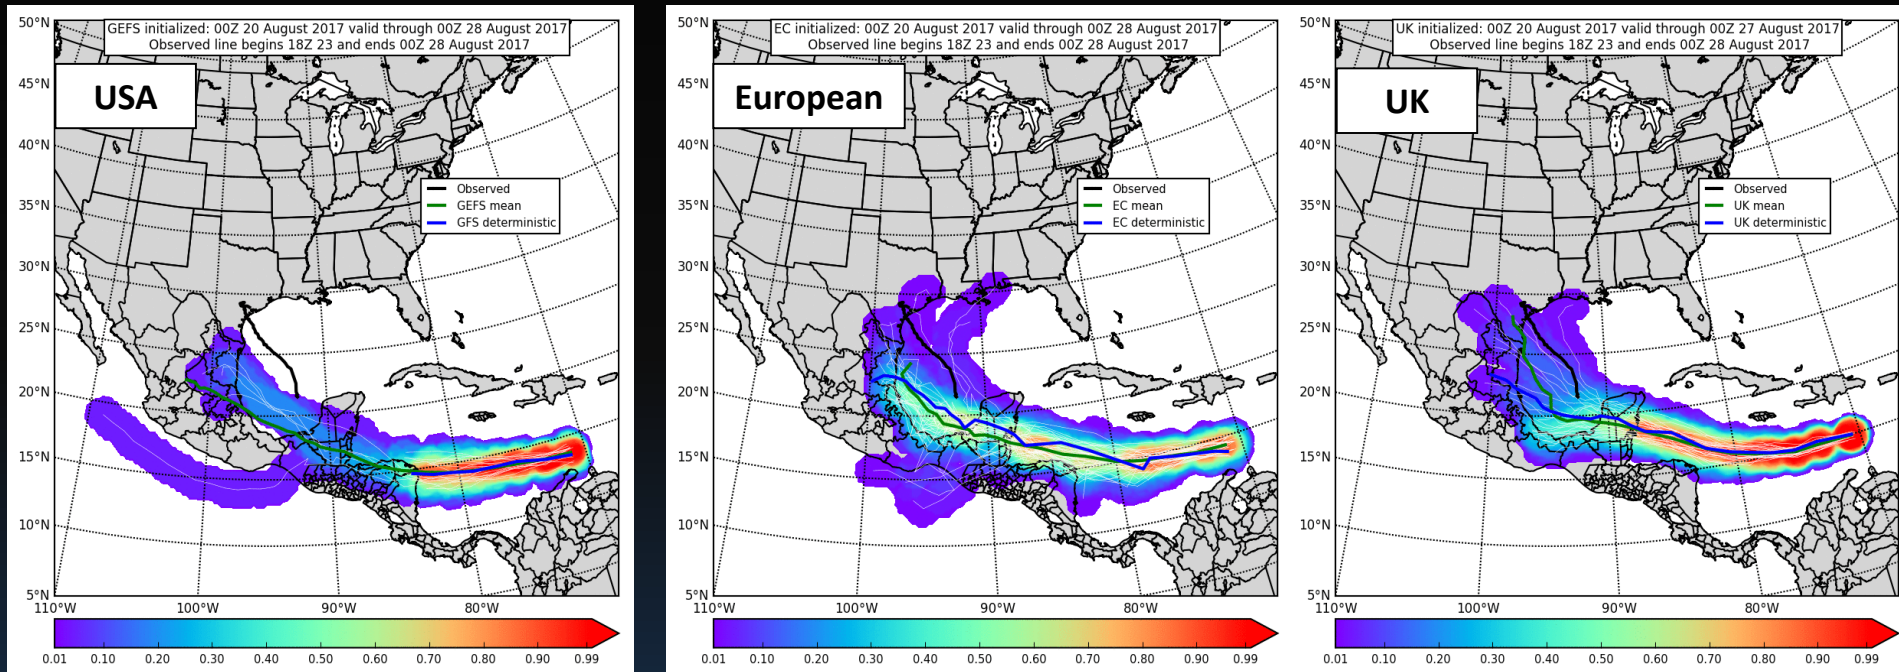 GEFS initialized: 00Z 20 August 2017 valid through 00Z 28 August 2017
Observed line begins 18Z 23 and ends 00Z 28 August 2017
USA
Observed
GEFS mean
GFS deterministic
50°N
45°N
40°N
35°N
30°N
25°N
20°N
15°N
10°N
5°N
110°W 100°W 90°W 80°W
0.01 0.10 0.20 0.30 0.40 0.50 0.60 0.70 0.80 0.90 0.99
EC initialized: 00Z 20 August 2017 valid through 00Z 28 August 2017
Observed line begins 18Z 23 and ends 00Z 28 August 2017
European
Observed
EC mean
EC deterministic
50°N
45°N
40°N
35°N
30°N
25°N
20°N
15°N
10°N
5°N
110°W 100°W 90°W 80°W
0.01 0.10 0.20 0.30 0.40 0.50 0.60 0.70 0.80 0.90 0.99
UK initialized: 00Z 20 August 2017 valid through 00Z 27 August 2017
Observed line begins 18Z 23 and ends 00Z 28 August 2017
UK
Observed
UK mean
UK deterministic
50°N
45°N
40°N
35°N
30°N
25°N
20°N
15°N
10°N
5°N
110°W 100°W 90°W 80°W
0.01 0.10 0.20 0.30 0.40 0.50 0.60 0.70 0.80 0.90 0.99